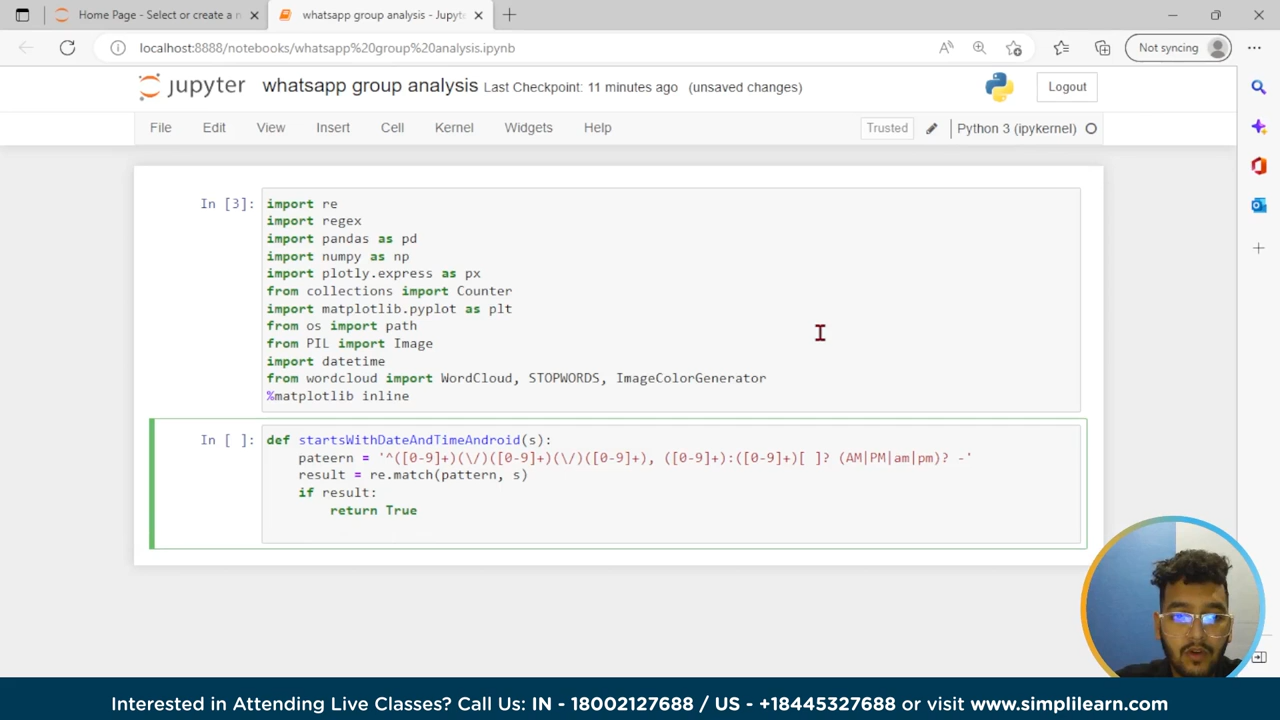 Home Page - Select or create a n
whatsapp group analysis - Jupyte
localhost:8888/notebooks/whatsapp%20group%20analysis.ipynb
Not syncing
jupyter whatsapp group analysis Last Checkpoint: 11 minutes ago (unsaved changes)
Logout
File Edit View Insert Cell Kernel Widgets Help
Trusted
Python 3 (ipykernel)
In [3]:
import re
import regex
import pandas as pd
import numpy as np
import plotly.express as px
from collections import Counter
import matplotlib.pyplot as plt
from os import path
from PIL import Image
import datetime
from wordcloud import WordCloud, STOPWORDS, ImageColorGenerator
%matplotlib inline
In [ ]:
def startsWithDateAndTimeAndroid(s):
pateern = '^([0-9]+)(\/)([0-9]+)(\/)([0-9]+), ([0-9]+):([0-9]+)[ ]? (AM|PM|am|pm)? -'
result = re.match(pattern, s)
if result:
return True
Interested in Attending Live Classes? Call Us: IN - 18002127688 / US - +18445327688 or visit www.simplilearn.com